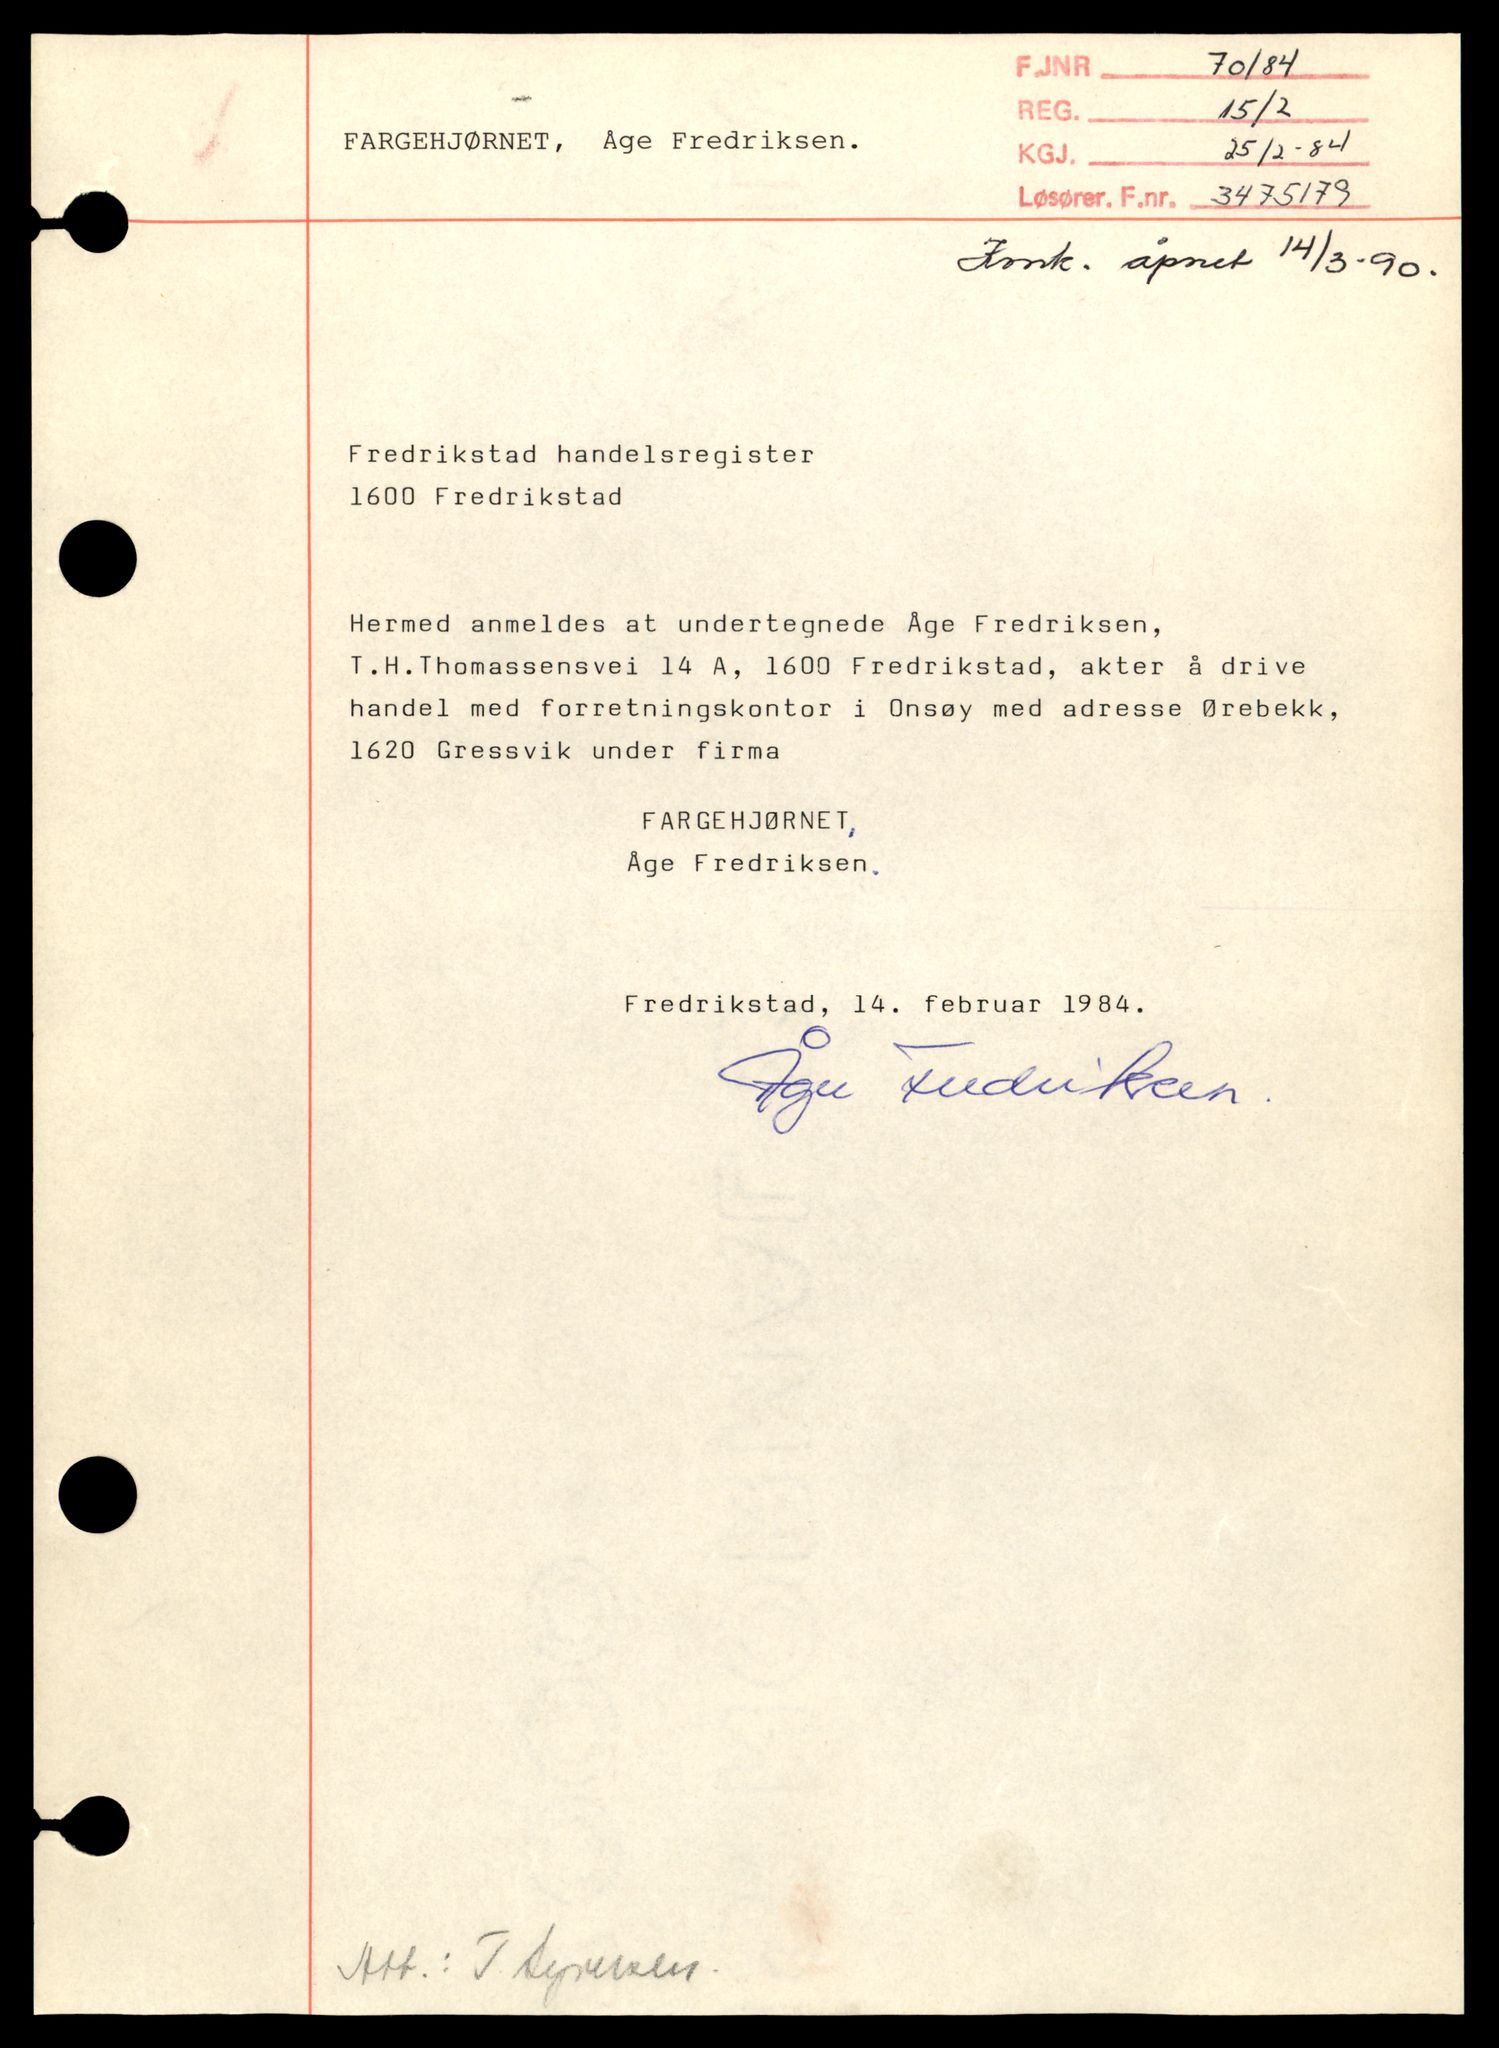 F.JNR 70/84
REG. 15/2
KGJ. 25/2-84
Løsører. F.nr. 3475179
FARGEHJØRNET, Åge Fredriksen.
åpnet 14/3-90.
Fredrikstad handelsregister
1600 Fredrikstad
Hermed anmeldes at undertegnede Åge Fredriksen,
T.H.Thomassensvei 14 A, 1600 Fredrikstad, akter å drive
handel med forretningskontor i Onsøy med adresse Ørebekk,
1620 Gressvik under firma
FARGEHJØRNET,
Åge Fredriksen.
Fredrikstad, 14. februar 1984.
Åge Fredriksen.
Att.: T.